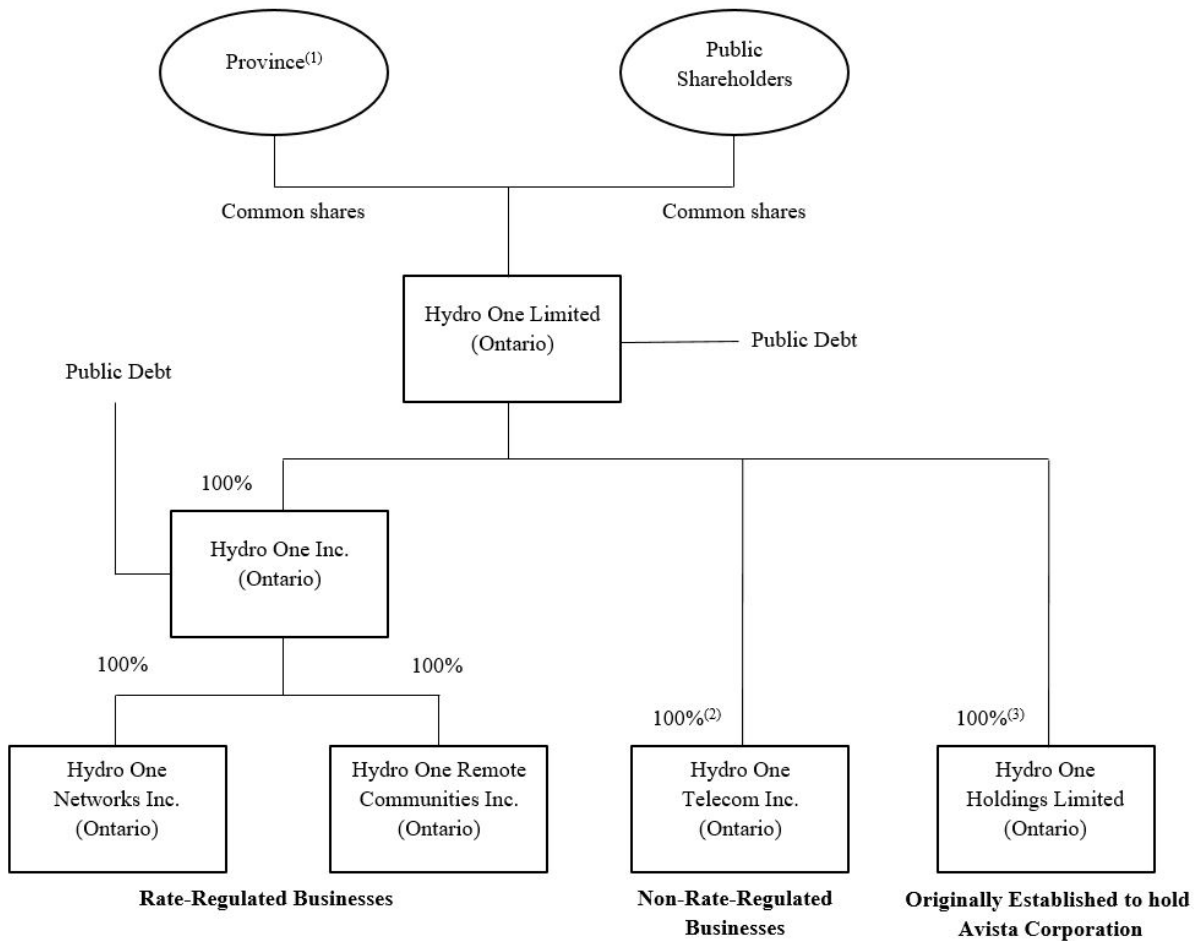 Province(1)
Public
Shareholders
Common shares
Common shares
Hydro One Limited
(Ontario)
Public Debt
Public Debt
100%
Hydro One Inc.
(Ontario)
100%
100%
100%(2)
100%(3)
Hydro One
Networks Inc.
(Ontario)
Hydro One Remote
Communities Inc.
(Ontario)
Hydro One
Telecom Inc.
(Ontario)
Hydro One
Holdings Limited
(Ontario)
Rate-Regulated Businesses
Non-Rate-Regulated
Businesses
Originally Established to hold
Avista Corporation